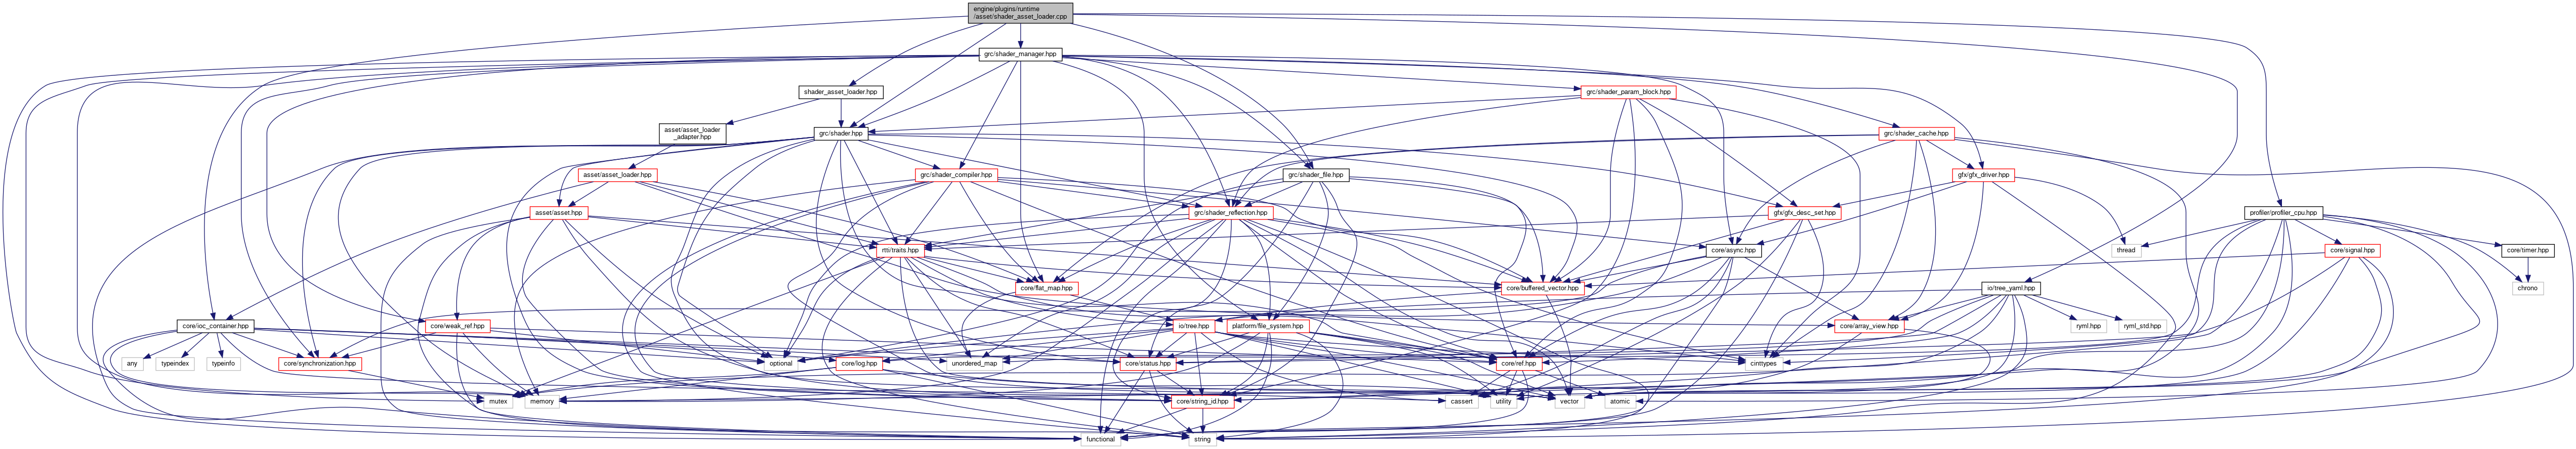 engine/plugins/runtime
/asset/shader_asset_loader.cpp
grc/shader_manager.hpp
shader_asset_loader.hpp
grc/shader_param_block.hpp
asset/asset_loader
_adapter.hpp
grc/shader.hpp
grc/shader_cache.hpp
asset/asset_loader.hpp
grc/shader_compiler.hpp
grc/shader_file.hpp
gfx/gfx_driver.hpp
asset/asset.hpp
grc/shader_reflection.hpp
gfx/gfx_desc_set.hpp
profiler/profiler_cpu.hpp
rtti/traits.hpp
core/async.hpp
thread
core/signal.hpp
core/timer.hpp
core/flat_map.hpp
core/buffered_vector.hpp
io/tree_yaml.hpp
chrono
core/ioc_container.hpp
core/weak_ref.hpp
io/tree.hpp
platform/file_system.hpp
core/array_view.hpp
ryml.hpp
ryml_std.hpp
any
typeindex
typeinfo
core/synchronization.hpp
optional
core/log.hpp
unordered_map
core/status.hpp
core/ref.hpp
cinttypes
mutex
memory
core/string_id.hpp
cassert
utility
vector
atomic
functional
string